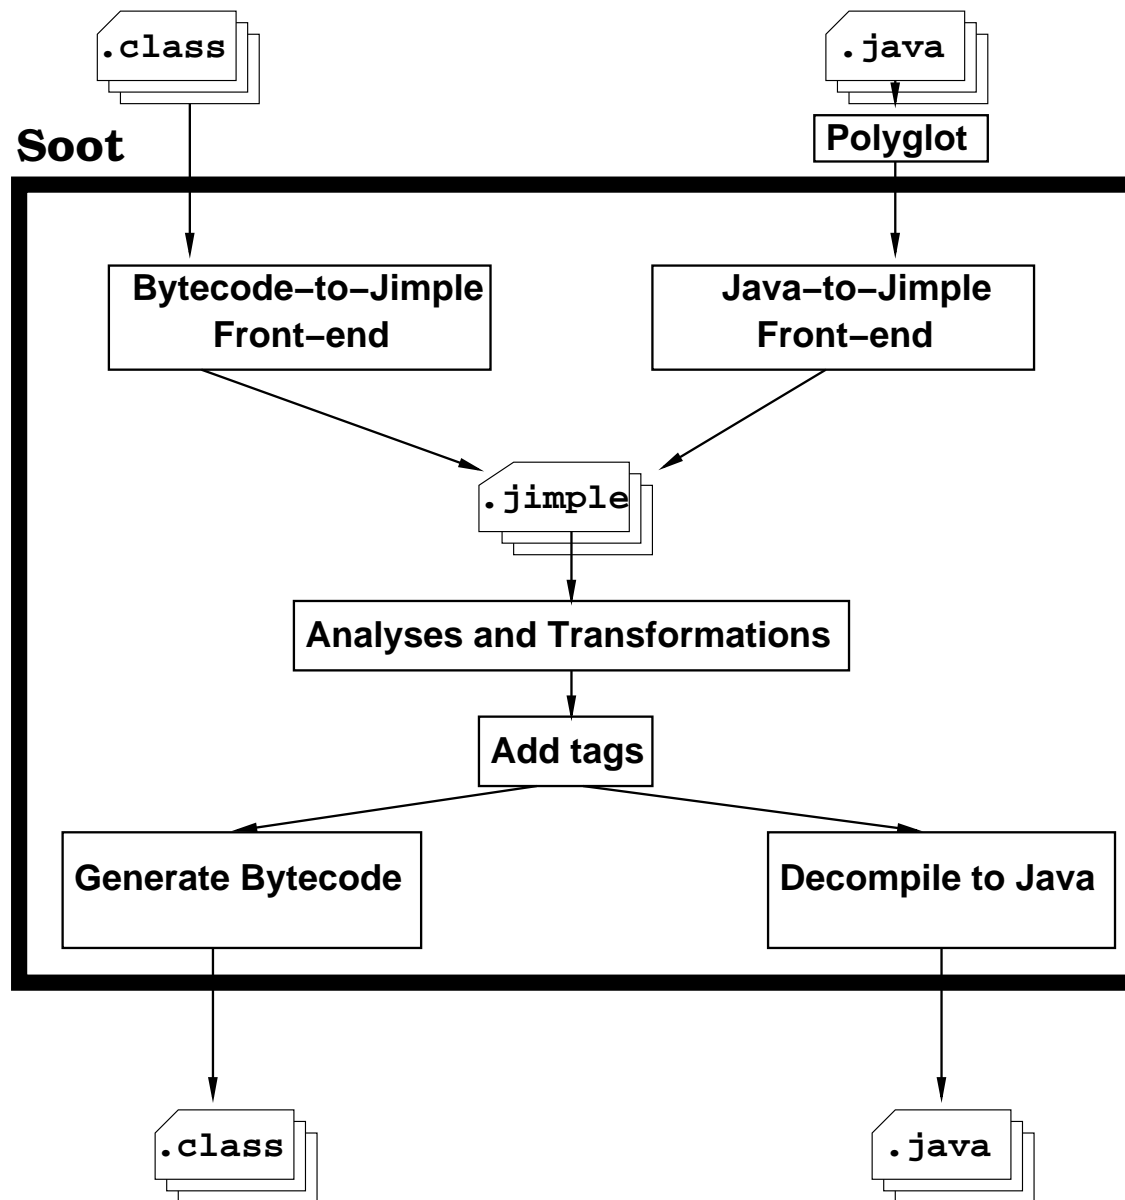 .class
.java
Soot
Polyglot
Bytecode−to−Jimple
Front−end
Java−to−Jimple
Front−end
.jimple
Analyses and Transformations
Add tags
Generate Bytecode
Decompile to Java
.class
.java